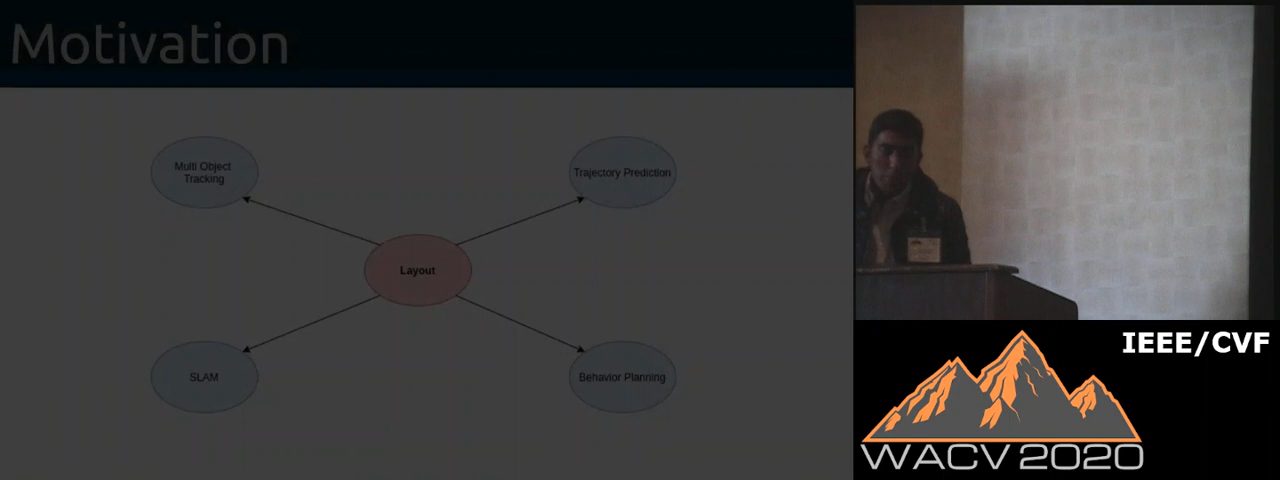 Motivation
Multi Object
Tracking
Trajectory Prediction
Layout
SLAM
Behavior Planning
IEEE/CVF
WACV 2020